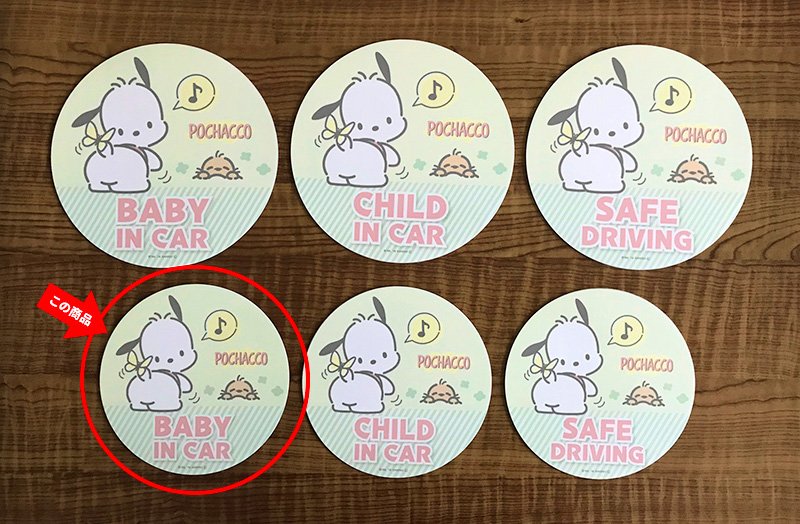 POCHACCO
BABY
IN CAR
POCHACCO
CHILD
IN CAR
POCHACCO
SAFE
DRIVING
この商品
POCHACCO
BABY
IN CAR
POCHACCO
CHILD
IN CAR
POCHACCO
SAFE
DRIVING